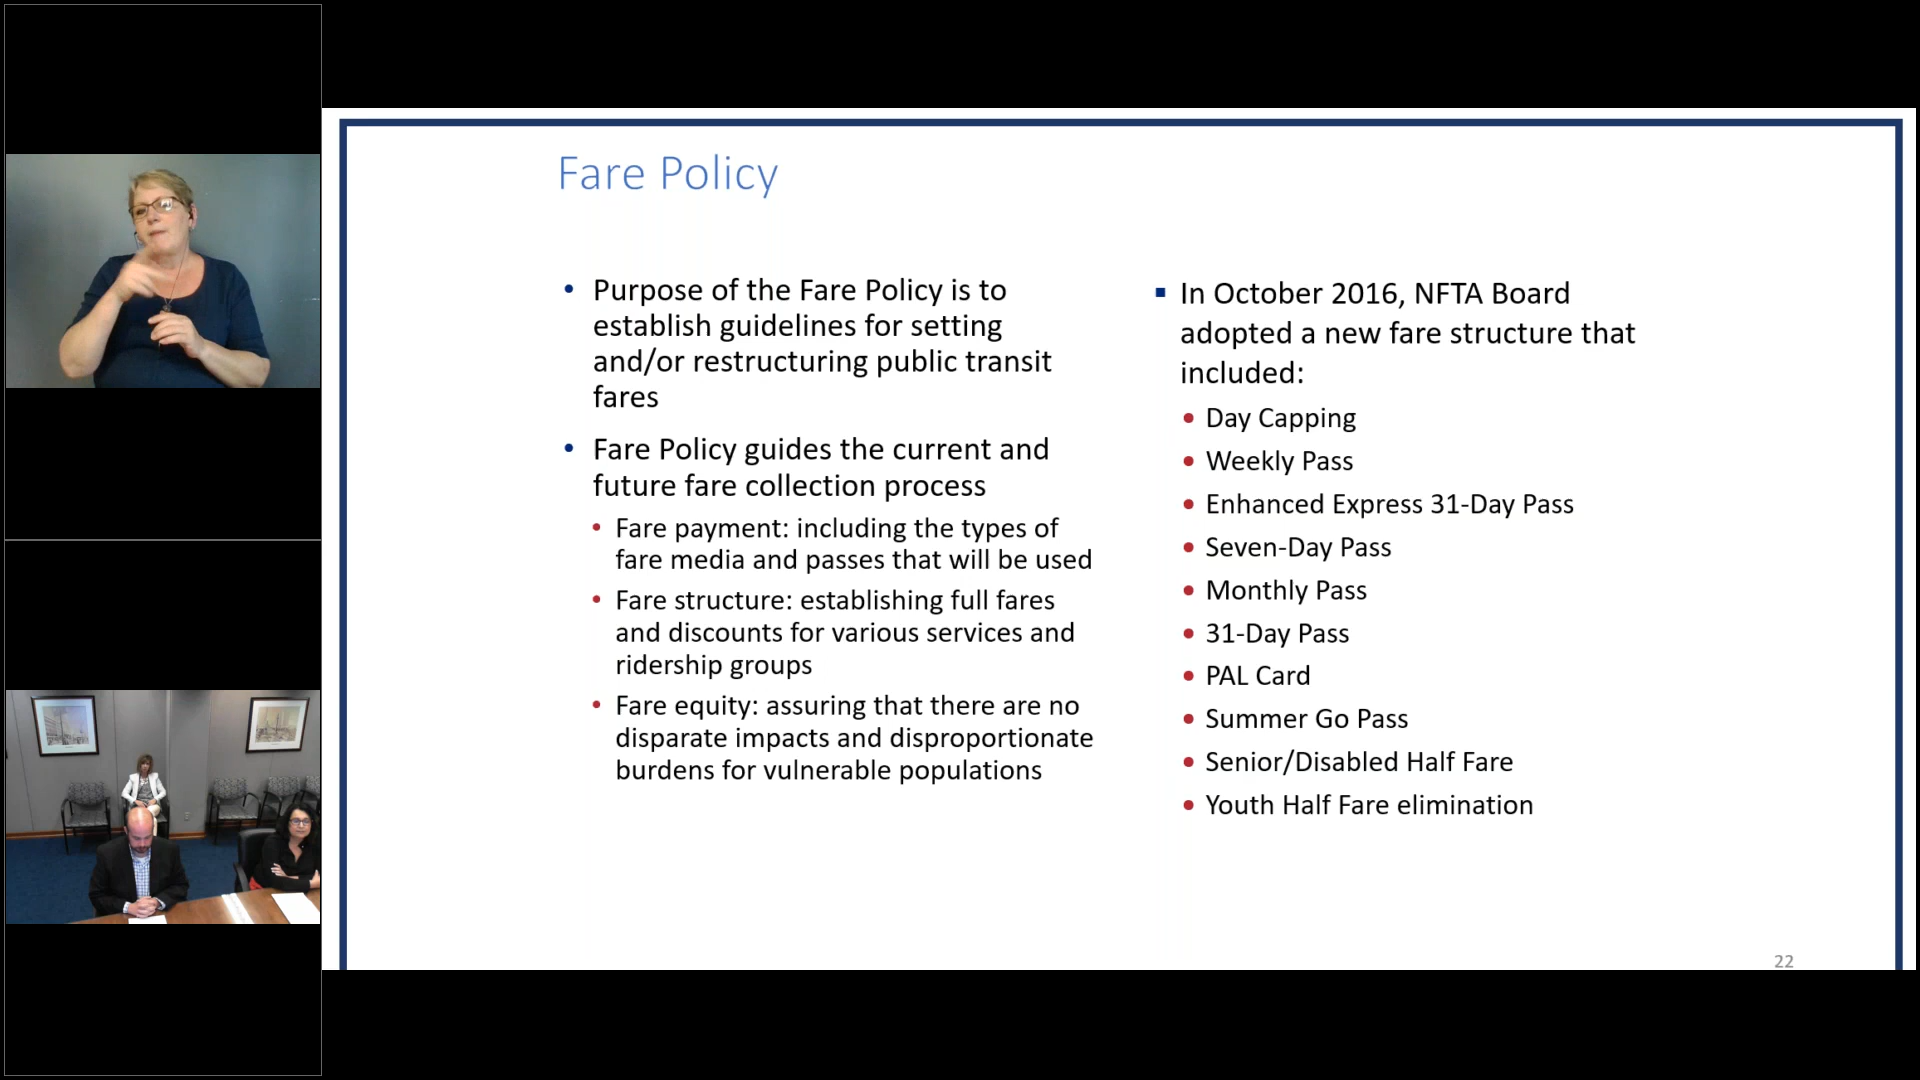 Fare Policy
• Purpose of the Fare Policy is to
establish guidelines for setting
and/or restructuring public transit
fares
• Fare Policy guides the current and
future fare collection process
• Fare payment: including the types of
fare media and passes that will be used
• Fare structure: establishing full fares
and discounts for various services and
ridership groups
• Fare equity: assuring that there are no
disparate impacts and disproportionate
burdens for vulnerable populations
▪ In October 2016, NFTA Board
adopted a new fare structure that
included:
• Day Capping
• Weekly Pass
• Enhanced Express 31-Day Pass
• Seven-Day Pass
• Monthly Pass
• 31-Day Pass
• PAL Card
• Summer Go Pass
• Senior/Disabled Half Fare
• Youth Half Fare elimination
22